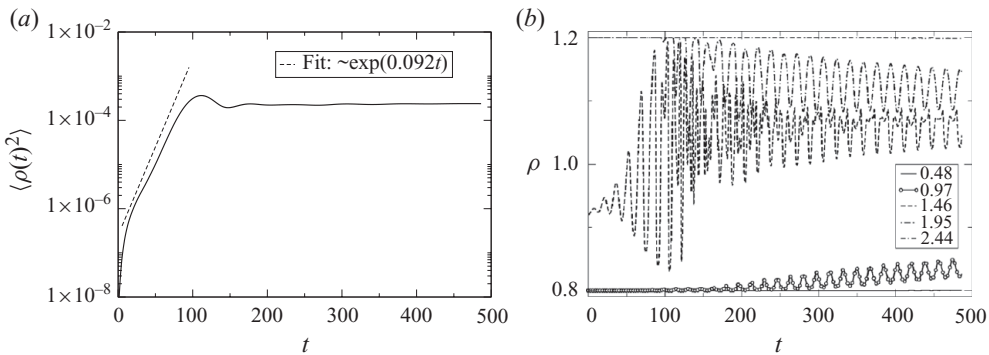 (a)
1×10⁻²
1×10⁻⁴
1×10⁻⁶
1×10⁻⁸
⟨ρ(t)²⟩
Fit: ~exp(0.092t)
0 100 200 300 400 500
t
(b)
1.2
1.0
0.8
ρ
0.48
0.97
1.46
1.95
2.44
0 100 200 300 400 500
t